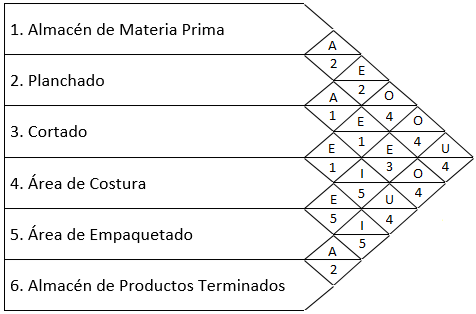 1. Almacén de Materia Prima
A
2
E
2. Planchado
2
A O
1 4
E O
3. Cortado
1 4
E E U
1 3 4
I O
4. Área de Costura
5 4
E U
5 4
I
5. Área de Empaquetado
5
A
2
6. Almacén de Productos Terminados